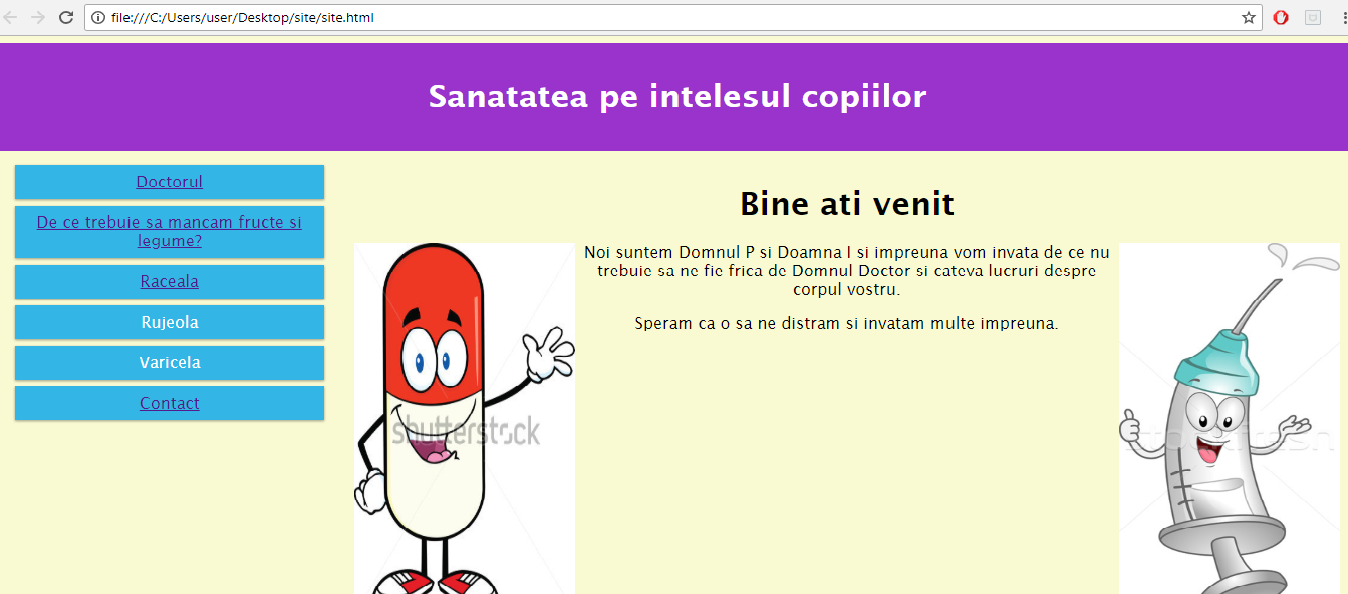 file:///C:/Users/user/Desktop/site/site.html
Sanatatea pe intelesul copiilor
Doctorul
De ce trebuie sa mancam fructe si
legume?
Raceala
Rujeola
Varicela
Contact
Bine ati venit
Noi suntem Domnul P si Doamna I si impreuna vom invata de ce nu
trebuie sa ne fie frica de Domnul Doctor si cateva lucruri despre
corpul vostru.
Speram ca o sa ne distram si invatam multe impreuna.
shutterstock